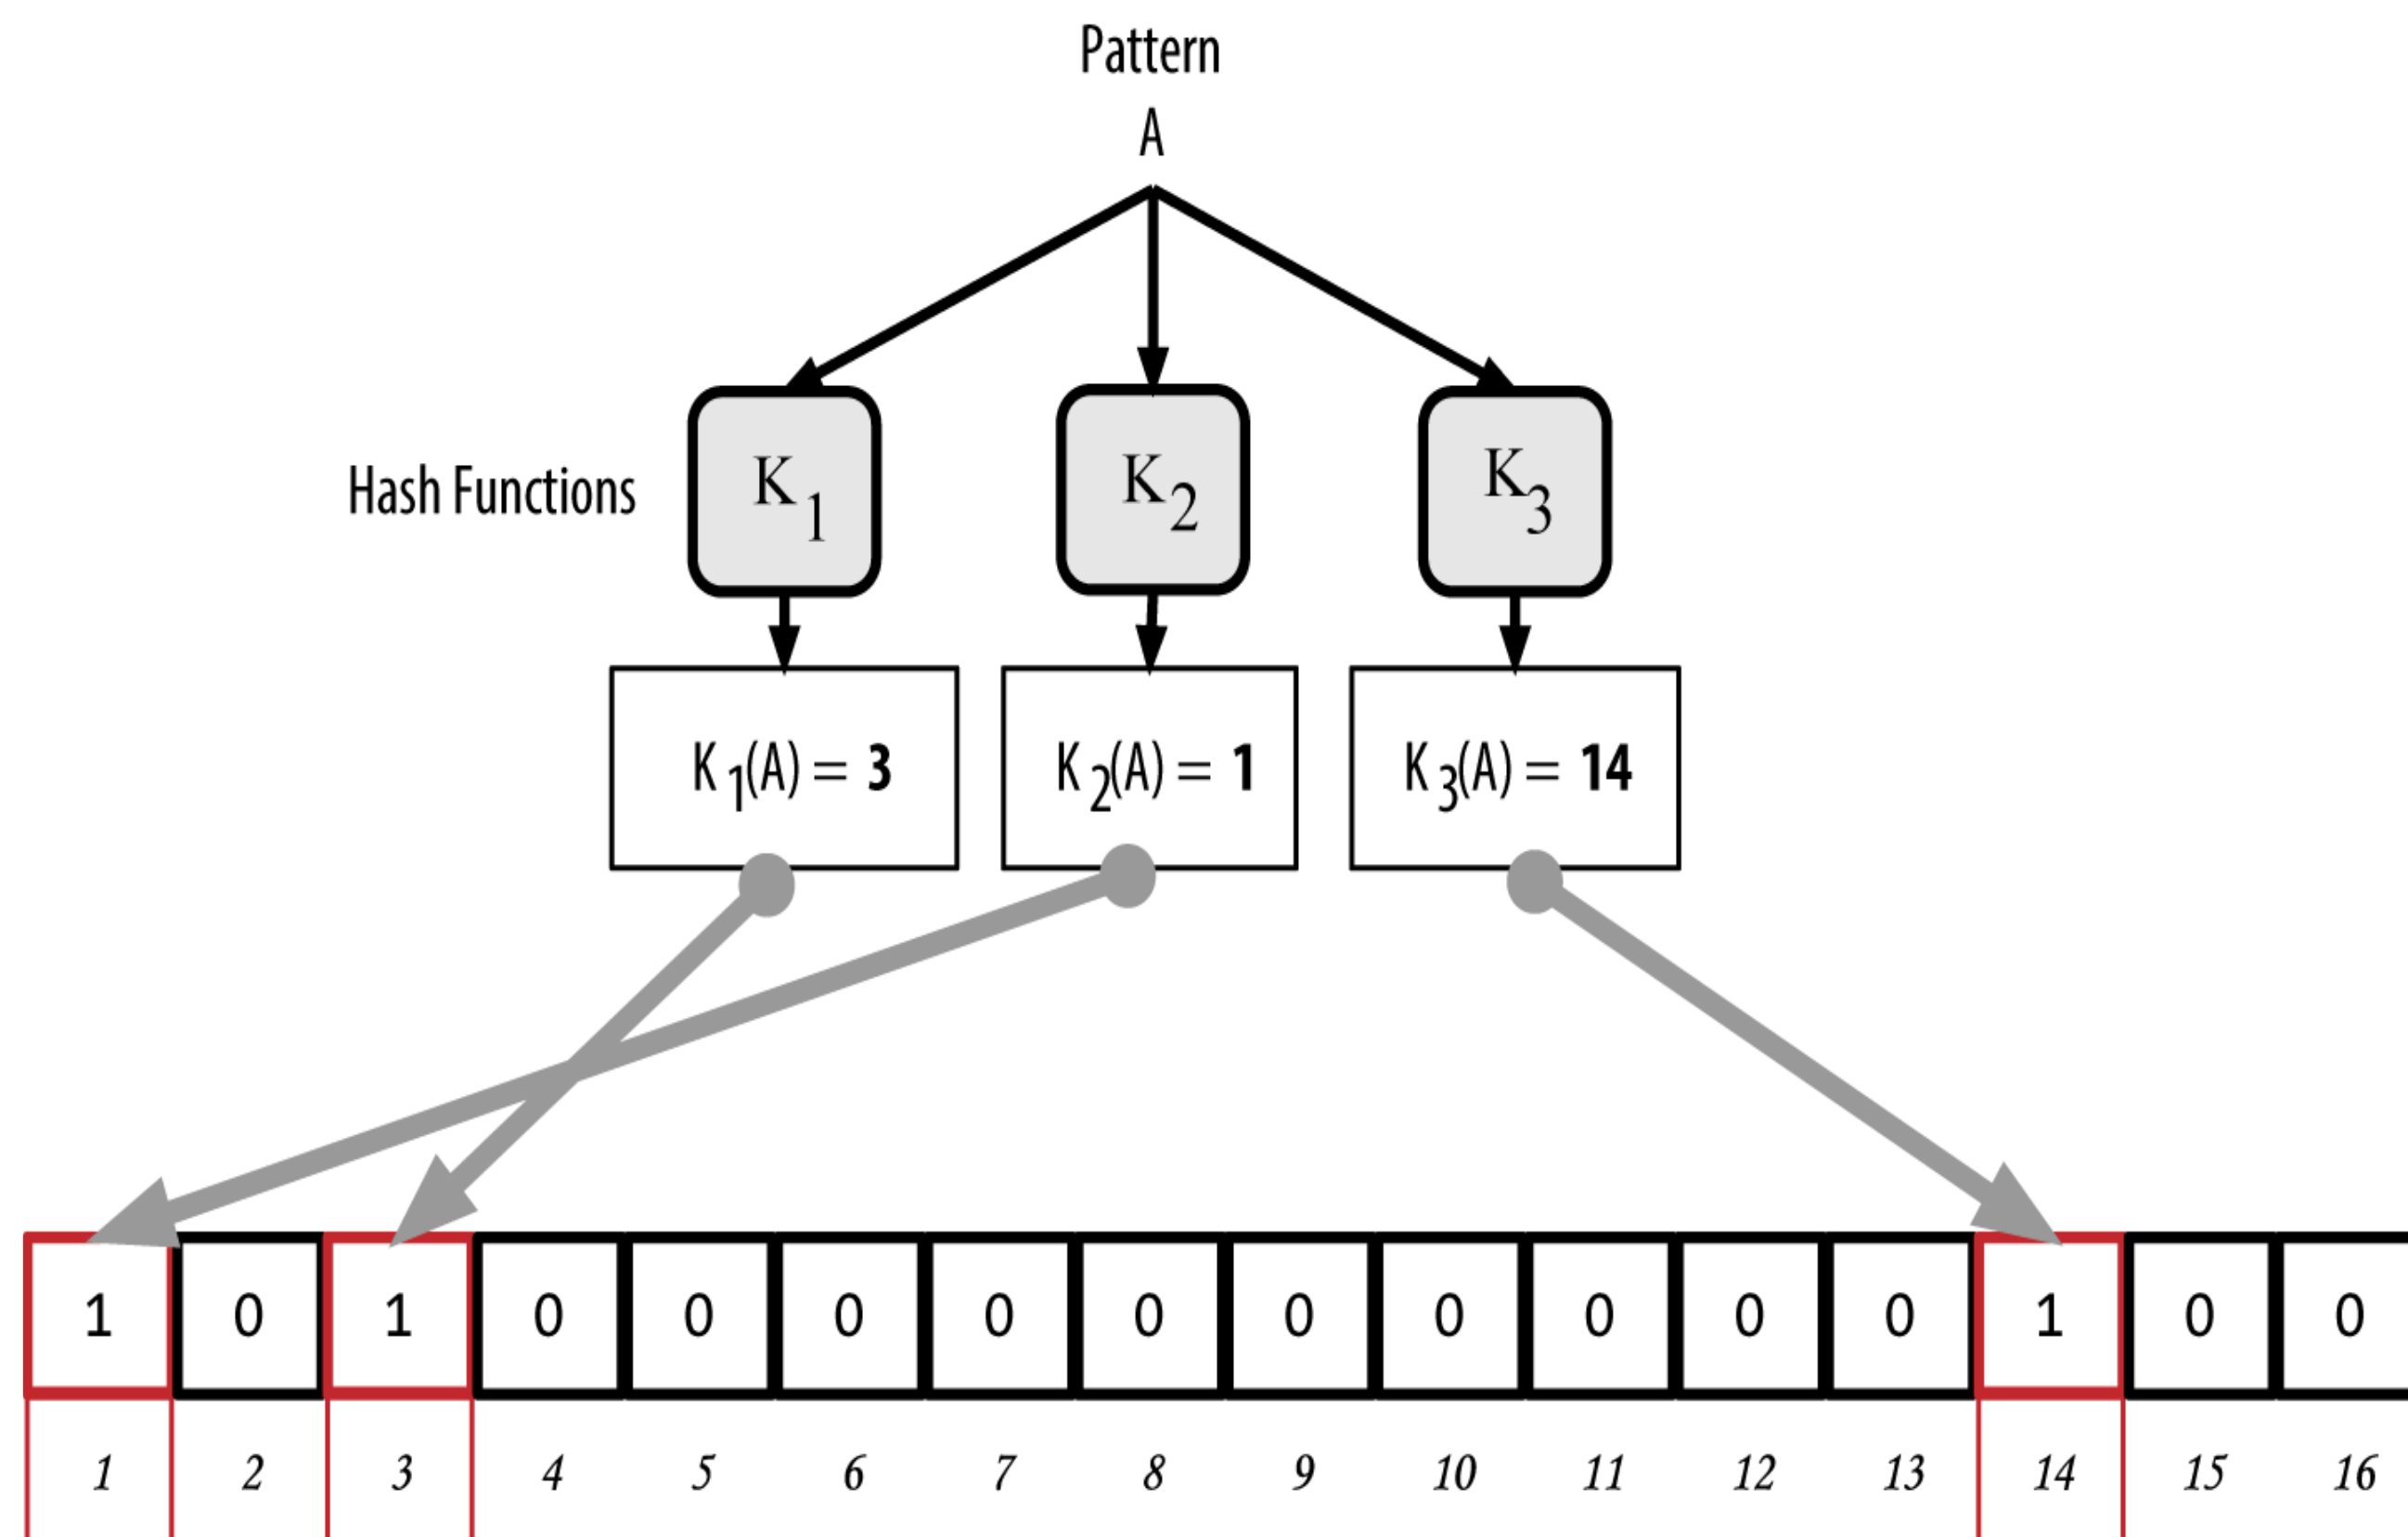 Pattern
A
Hash Functions K1 K2 K3
K1(A) = 3 K2(A) = 1 K3(A) = 14
1 0 1 0 0 0 0 0 0 0 0 0 0 1 0 0
1 2 3 4 5 6 7 8 9 10 11 12 13 14 15 16